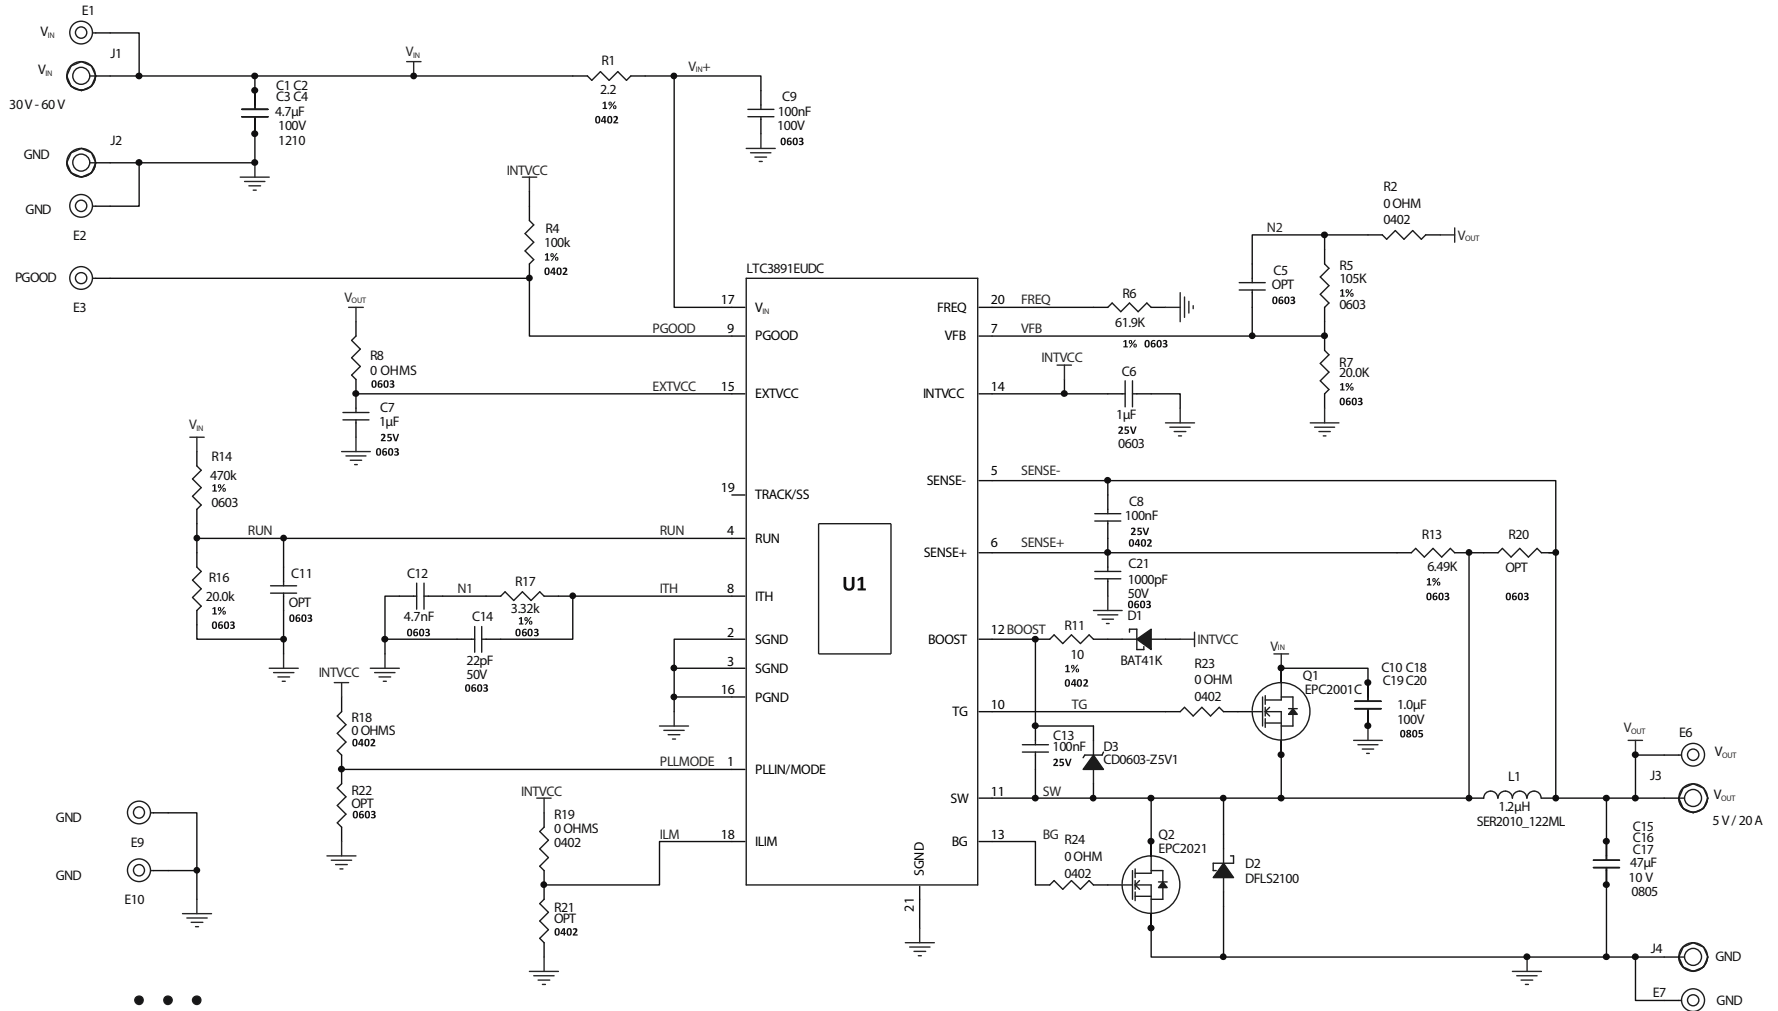 E1
V_IN
J1
V_IN
30 V - 60 V
C1 C2
C3 C4
4.7µF
100V
1210
V_IN
R1
2.2
1%
0402
V_IN+
C9
100nF
100V
0603
J2
GND
GND
E2
PGOOD
E3
INTVCC
R4
100k
1%
0402
V_OUT
R8
0 OHMS
0603
C7
1µF
25V
0603
PGOOD
EXTVCC
LTC3891EUDC
17
V_IN
9
PGOOD
15
EXTVCC
19
TRACK/SS
4
RUN
8
ITH
2
SGND
3
SGND
16
PGND
1
PLLIN/MODE
18
ILIM
U1
SGND
21
FREQ
20
FREQ
VFB
7
VFB
INTVCC
14
SENSE-
5
SENSE-
SENSE+
6
SENSE+
BOOST
12
BOOST
TG
10
TG
SW
11
SW
BG
13
BG
V_IN
R14
470k
1%
0603
RUN
RUN
R16
20.0k
1%
0603
C11
OPT
0603
C12
4.7nF
0603
N1
R17
3.32k
1%
0603
ITH
C14
22pF
50V
0603
INTVCC
R18
0 OHMS
0402
PLLMODE
R22
OPT
0603
INTVCC
R19
0 OHMS
0402
ILM
R21
OPT
0402
GND
E9
GND
E10
R6
61.9K
1% 0603
INTVCC
C6
1µF
25V
0603
N2
R2
0 OHM
0402
V_OUT
C5
OPT
0603
R5
105K
1%
0603
R7
20.0K
1%
0603
C8
100nF
25V
0402
C21
1000pF
50V
0603
R13
6.49K
1%
0603
R20
OPT
0603
D1
BAT41K
R11
10
1%
0402
INTVCC
R23
0 OHM
0402
V_IN
Q1
EPC2001C
C10 C18
C19 C20
1.0µF
100V
0805
C13
100nF
25V
D3
CD0603-Z5V1
R24
0 OHM
0402
Q2
EPC2021
D2
DFLS2100
L1
1.2µH
SER2010_122ML
V_OUT
E6
V_OUT
J3
V_OUT
5 V / 20 A
C15
C16
C17
47µF
10 V
0805
J4
GND
E7
GND